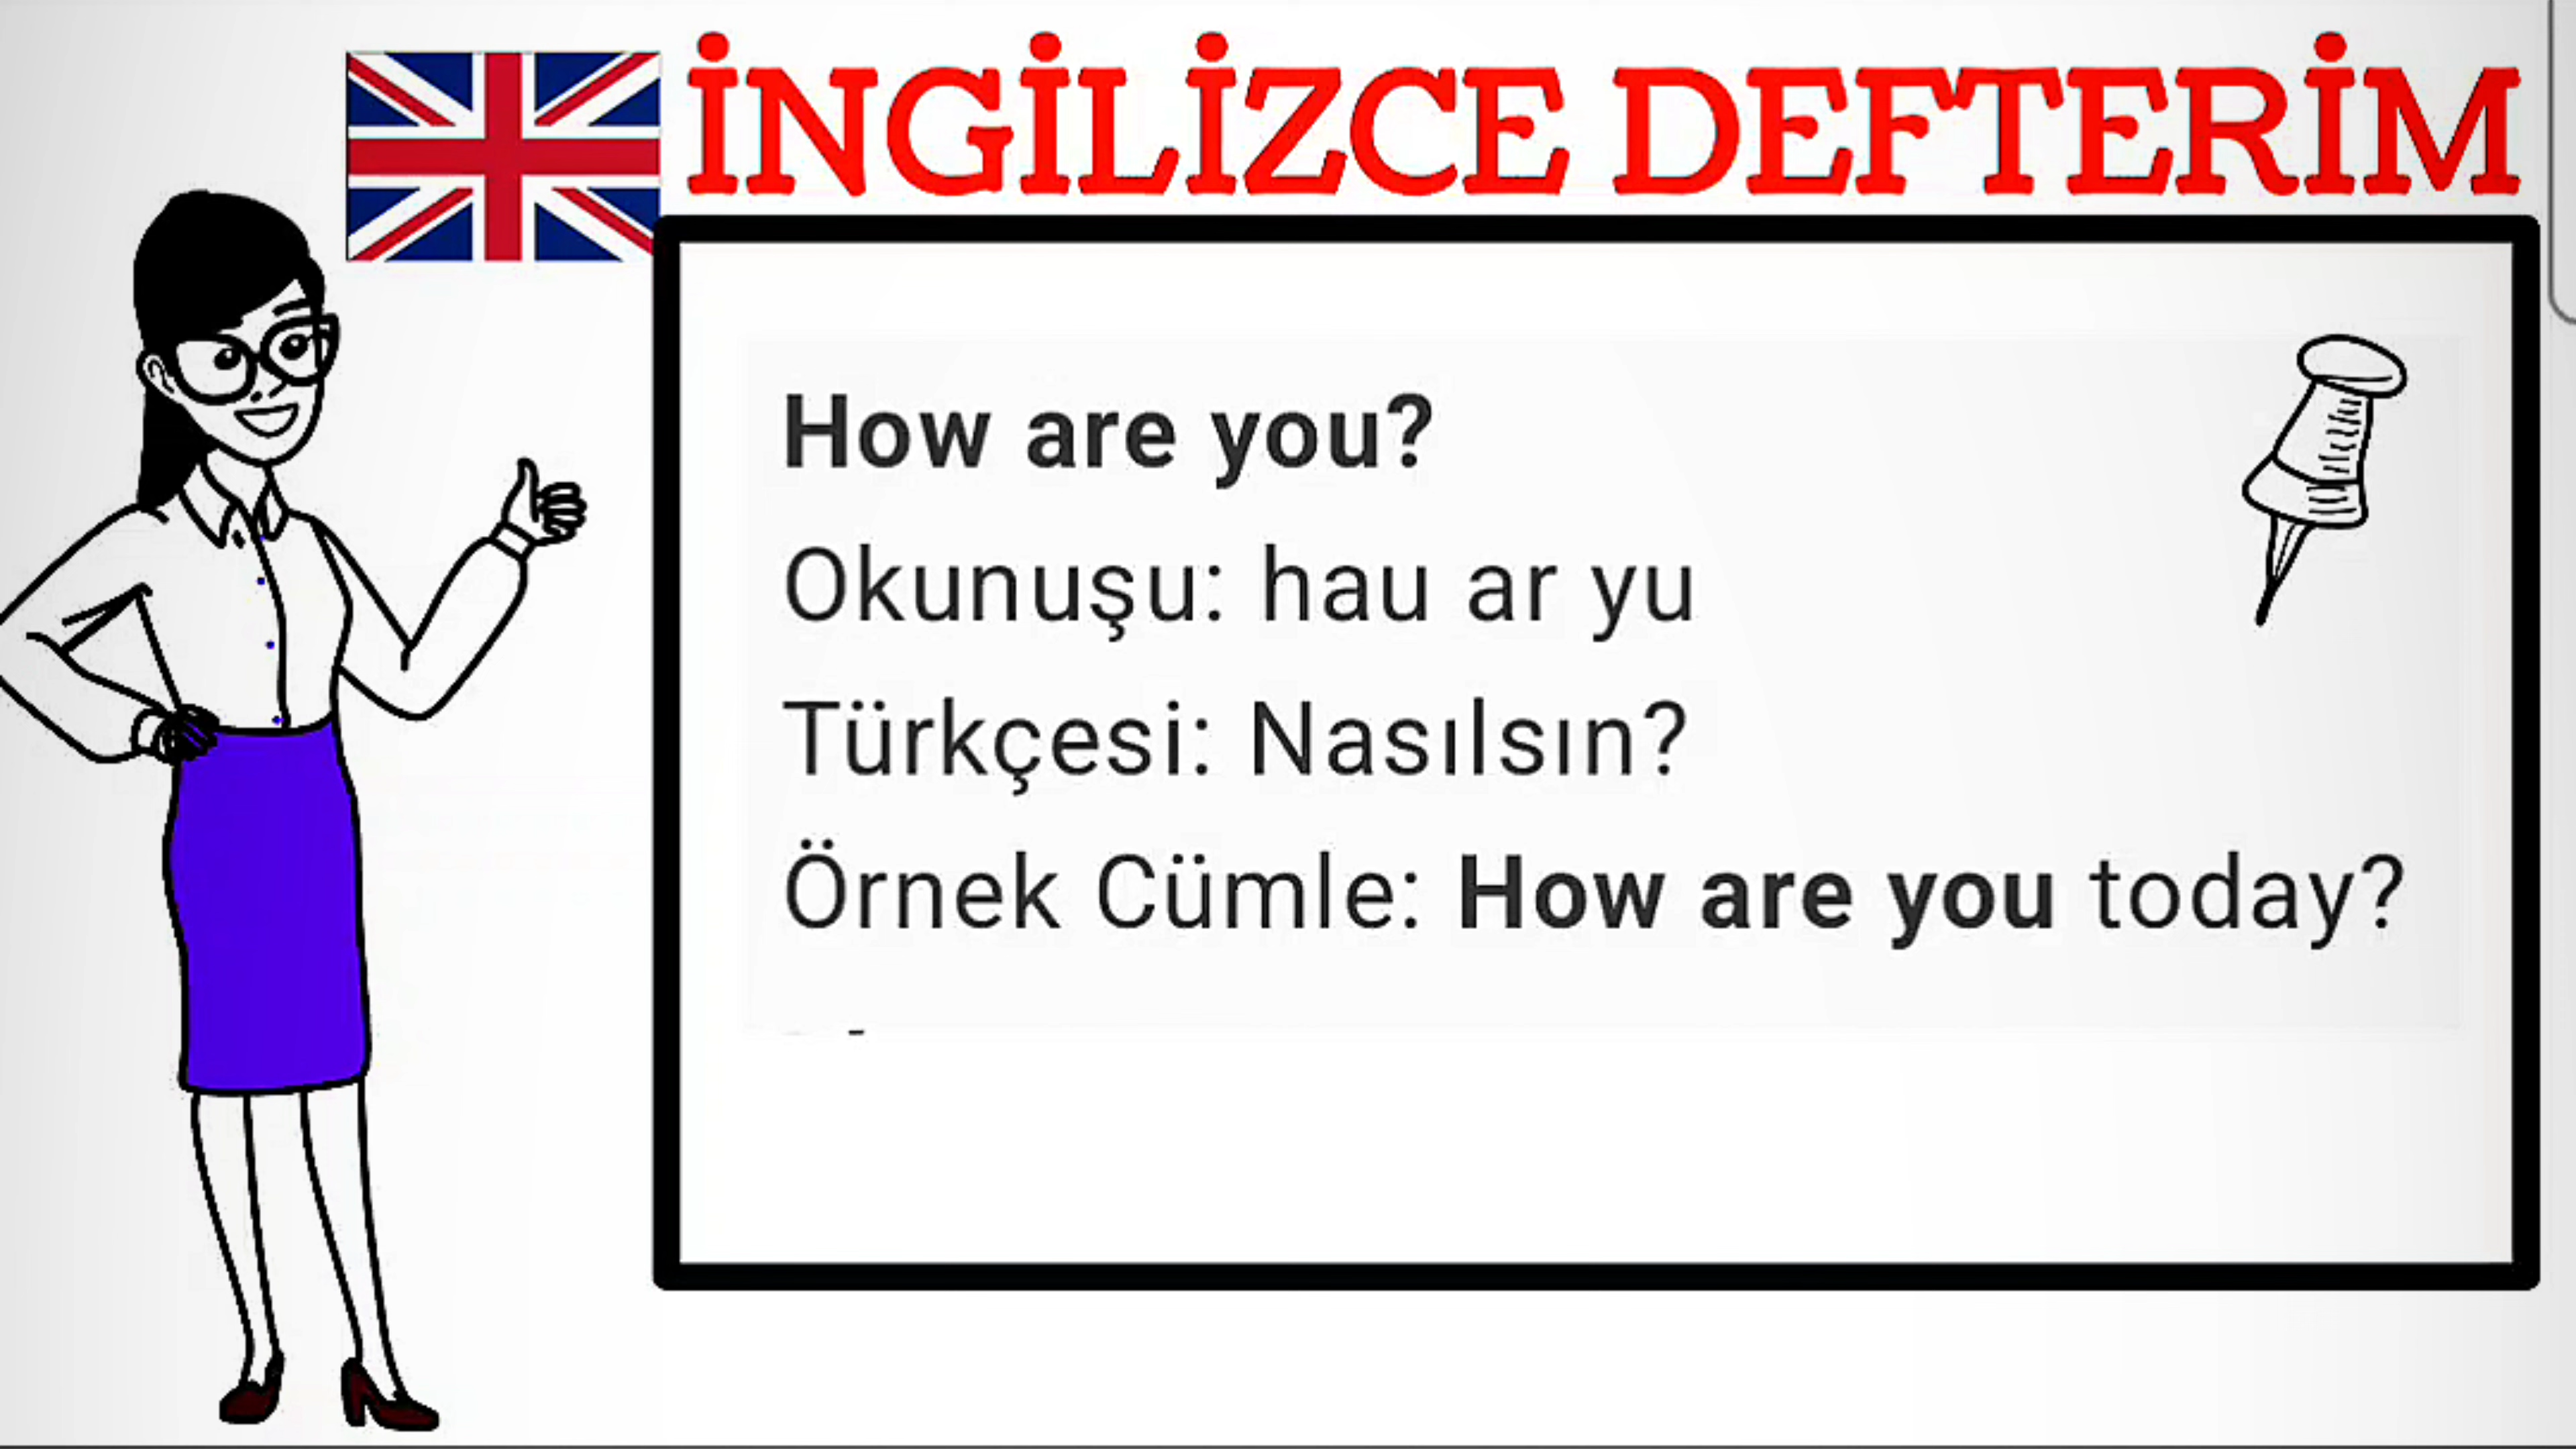 İNGİLİZCE DEFTERİM
How are you?
Okunuşu: hau ar yu
Türkçesi: Nasılsın?
Örnek Cümle: How are you today?